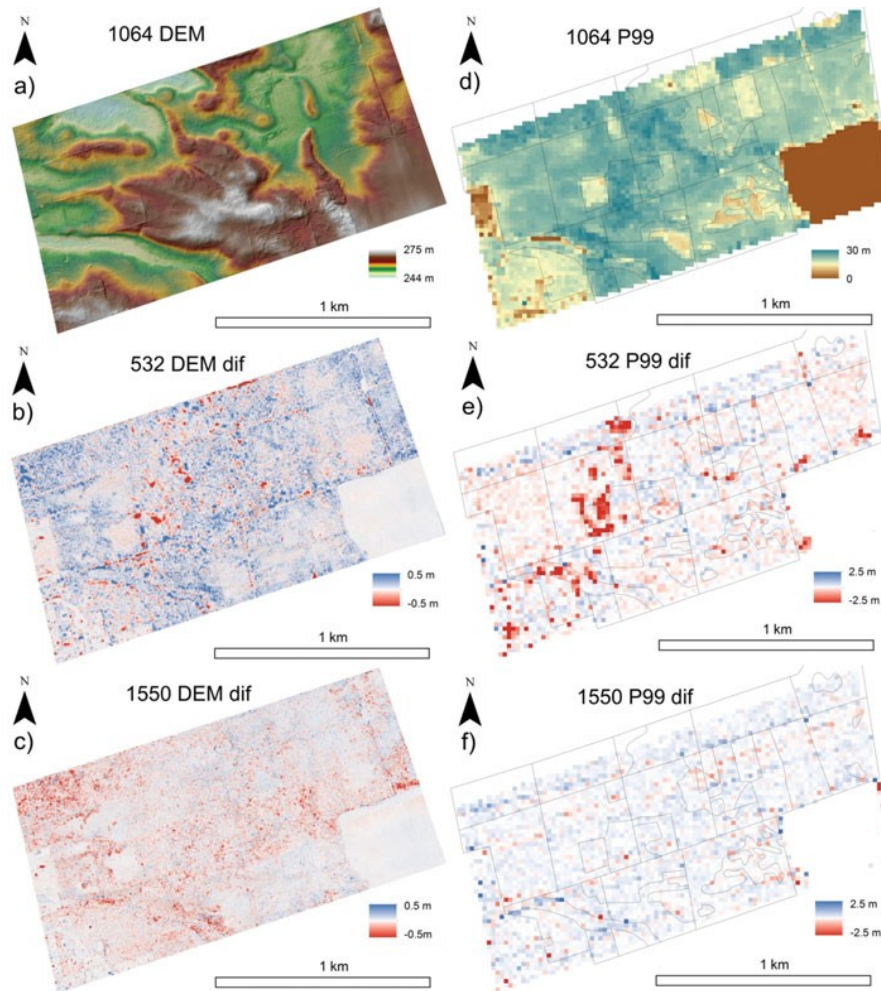 N
1064 DEM
a)
275 m
244 m
1 km
N
1064 P99
d)
30 m
0
1 km
N
532 DEM dif
b)
0.5 m
-0.5 m
1 km
N
532 P99 dif
e)
2.5 m
-2.5 m
1 km
N
1550 DEM dif
c)
0.5 m
-0.5m
1 km
N
1550 P99 dif
f)
2.5 m
-2.5 m
1 km